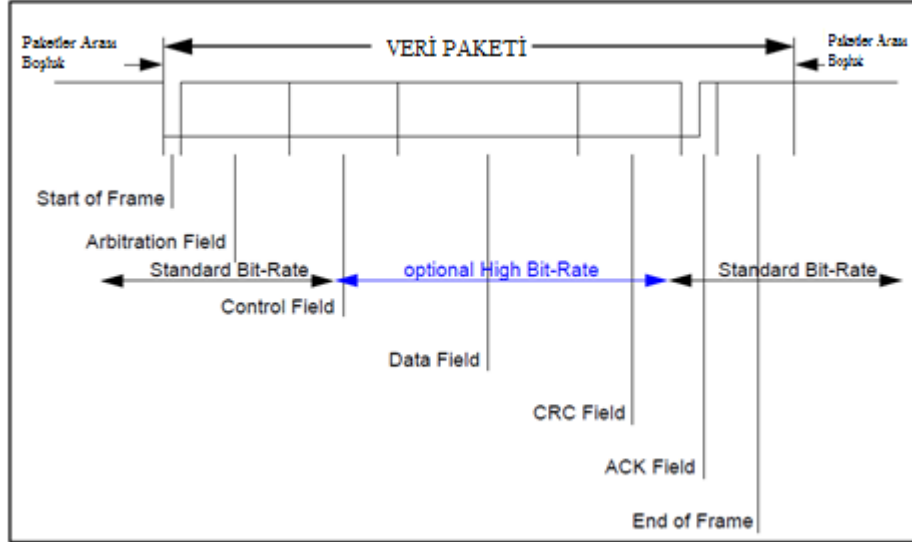 Paketler Arası
Boşluk
VERİ PAKETİ
Paketler Arası
Boşluk
Start of Frame
Arbitration Field
Standard Bit-Rate
optional High Bit-Rate
Standard Bit-Rate
Control Field
Data Field
CRC Field
ACK Field
End of Frame